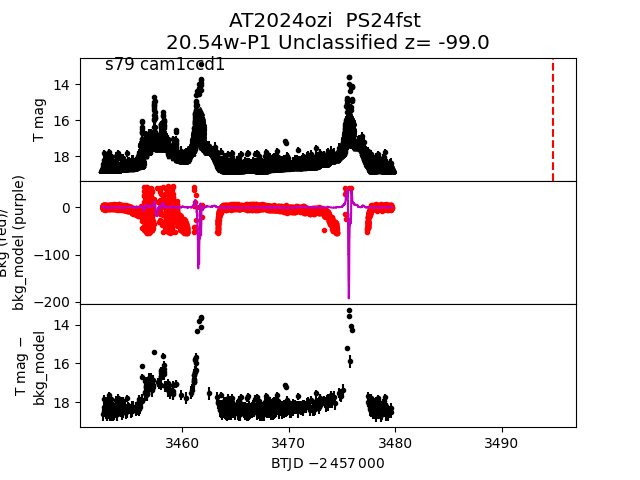 AT2024ozi  PS24fst
20.54w-P1 Unclassified z= -99.0
s79 cam1ccd1
14
16
18
T mag
0
−100
−200
Bkg (red)/
bkg_model (purple)
14
16
18
T mag −
bkg_model
3460 3470 3480 3490
BTJD −2 457 000